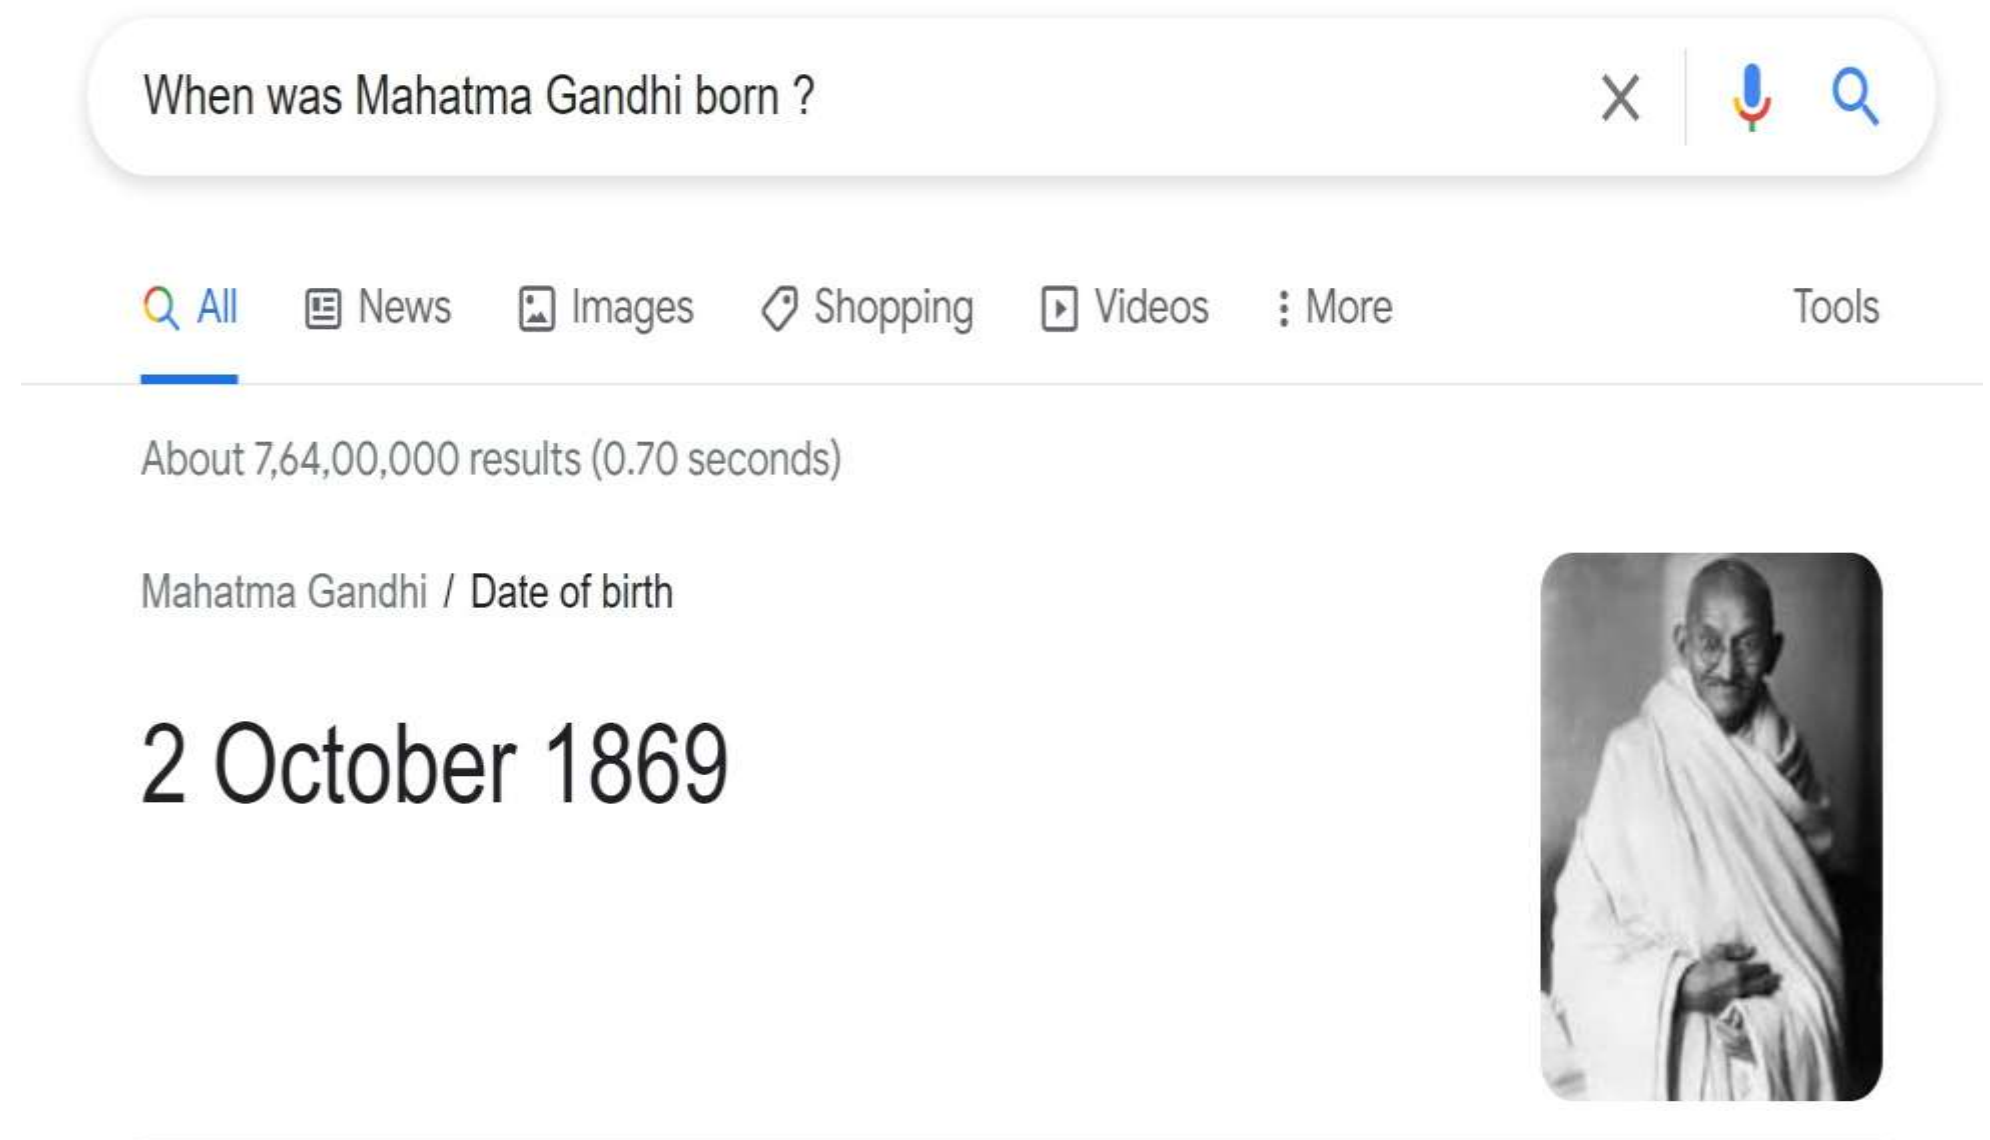 When was Mahatma Gandhi born ?
All News Images Shopping Videos More Tools
About 7,64,00,000 results (0.70 seconds)
Mahatma Gandhi / Date of birth
2 October 1869